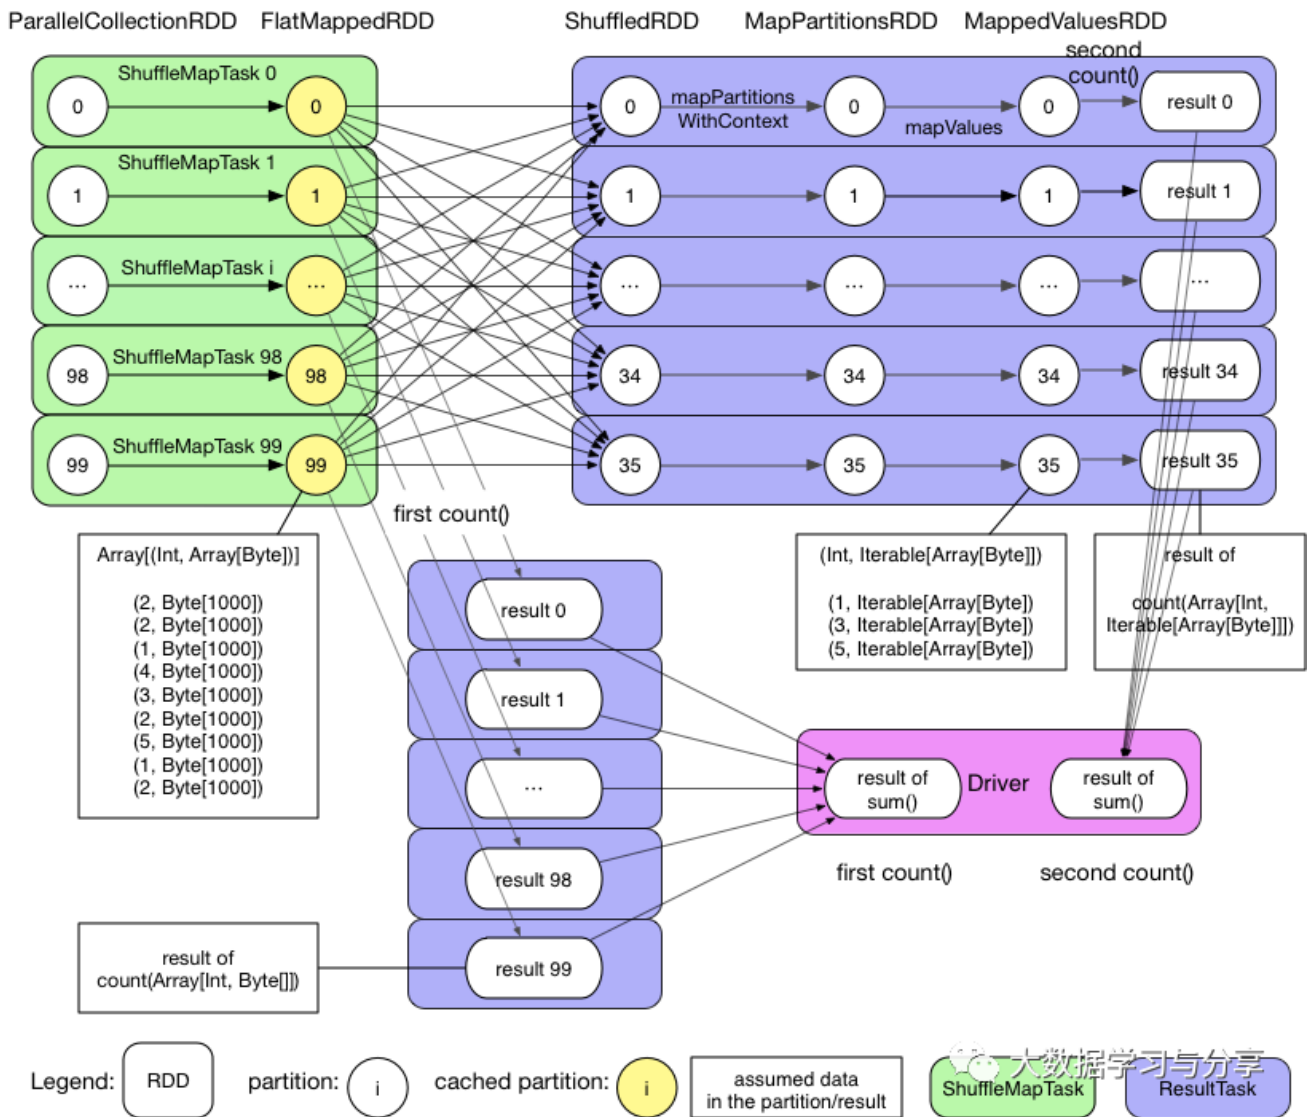 ParallelCollectionRDD FlatMappedRDD ShuffledRDD MapPartitionsRDD MappedValuesRDD
second
count()
ShuffleMapTask 0
0 0 0 mapPartitions
WithContext 0 mapValues 0 result 0
ShuffleMapTask 1
1 1 1 1 1 result 1
ShuffleMapTask i
... ... ... ... ... ...
ShuffleMapTask 98
98 98 34 34 34 result 34
ShuffleMapTask 99
99 99 35 35 35 result 35
first count()
Array[(Int, Array[Byte])]
(2, Byte[1000])
(2, Byte[1000])
(1, Byte[1000])
(4, Byte[1000])
(3, Byte[1000])
(2, Byte[1000])
(5, Byte[1000])
(1, Byte[1000])
(2, Byte[1000])
(Int, Iterable[Array[Byte]])
(1, Iterable[Array[Byte])
(3, Iterable[Array[Byte])
(5, Iterable[Array[Byte])
result of
count(Array[Int,
Iterable[Array[Byte]]])
result 0
result 1
...
result 98
result 99
result of
sum()
Driver
result of
sum()
first count()
second count()
result of
count(Array[Int, Byte[]])
Legend: RDD partition: i cached partition: i assumed data
in the partition/result
ShuffleMapTask ResultTask
大数据学习与分享